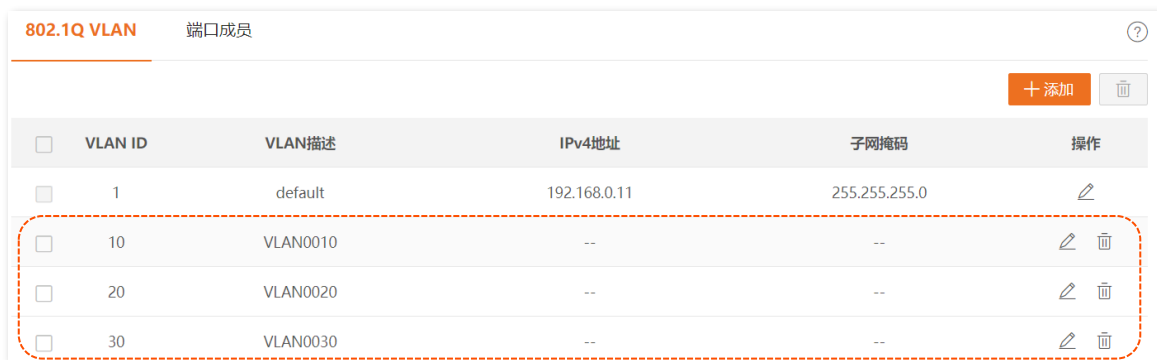 802.1Q VLAN 端口成员 ?
添加
VLAN ID VLAN描述 IPv4地址 子网掩码 操作
1 default 192.168.0.11 255.255.255.0
10 VLAN0010 -- --
20 VLAN0020 -- --
30 VLAN0030 -- --